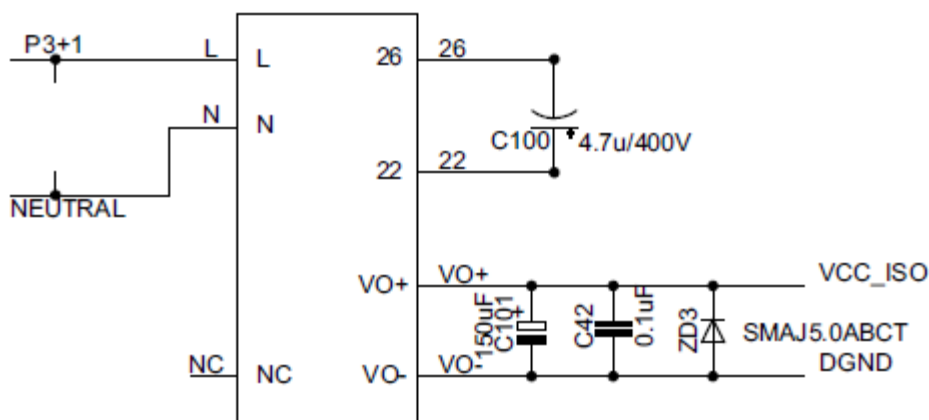 P3+1
L
L
26
26
N
N
C100
4.7u/400V
22
22
NEUTRAL
VO+
VO+
VCC_ISO
150uF
C101
+
C42
0.1uF
ZD3
SMAJ5.0ABCT
NC
NC
VO-
VO-
DGND